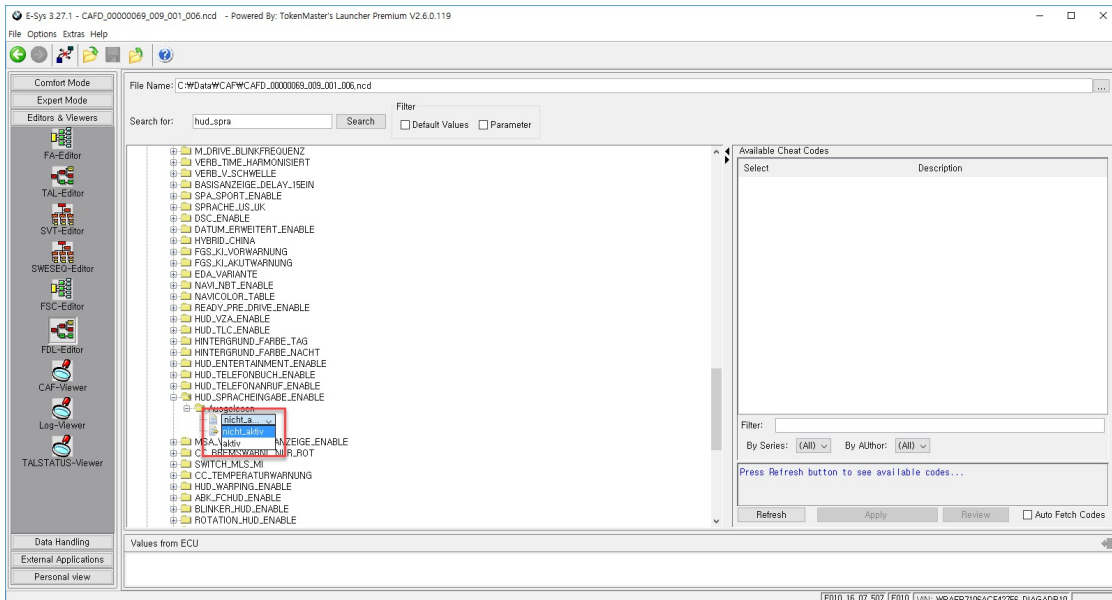 E-Sys 3.27.1 - CAFD_00000069_009_001_006.ncd - Powered By: TokenMaster's Launcher Premium V2.6.0.119
File Options Extras Help
Comfort Mode
Expert Mode
Editors & Viewers
FA-Editor
TAL-Editor
SVT-Editor
SWESEQ-Editor
FSC-Editor
FDL-Editor
CAF-Viewer
Log-Viewer
TALSTATUS-Viewer
Data Handling
External Applications
Personal view
File Name: C:₩Data₩CAF₩CAFD_00000069_009_001_006.ncd ...
Search for: hud_spra Search
Filter
Default Values Parameter
M_DRIVE_BLINKFREQUENZ
VERB_TIME_HARMONISIERT
VERB_V_SCHWELLE
BASISANZEIGE_DELAY_15EIN
SPA_SPORT_ENABLE
SPRACHE_US_UK
DSC_ENABLE
DATUM_ERWEITERT_ENABLE
HYBRID_CHINA
FGS_KI_VORWARNUNG
FGS_KI_AKUTWARNUNG
EDA_VARIANTE
NAVI_NBT_ENABLE
NAVICOLOR_TABLE
READY_PRE_DRIVE_ENABLE
HUD_VZA_ENABLE
HUD_TLC_ENABLE
HINTERGRUND_FARBE_TAG
HINTERGRUND_FARBE_NACHT
HUD_ENTERTAINMENT_ENABLE
HUD_TELEFONBUCH_ENABLE
HUD_TELEFONANRUF_ENABLE
HUD_SPRACHEINGABE_ENABLE
Ausgelesen
nicht_a...
nicht_aktiv
aktiv
ANZEIGE_ENABLE
SWITCH_MLS_MI
CC_TEMPERATURWARNUNG
HUD_WARPING_ENABLE
ABK_FCHUD_ENABLE
BLINKER_HUD_ENABLE
ROTATION_HUD_ENABLE
Available Cheat Codes
Select Description
Filter:
By Series: (All) By AUthor: (All)
Press Refresh button to see available codes...
Refresh Apply Review Auto Fetch Codes
Values from ECU